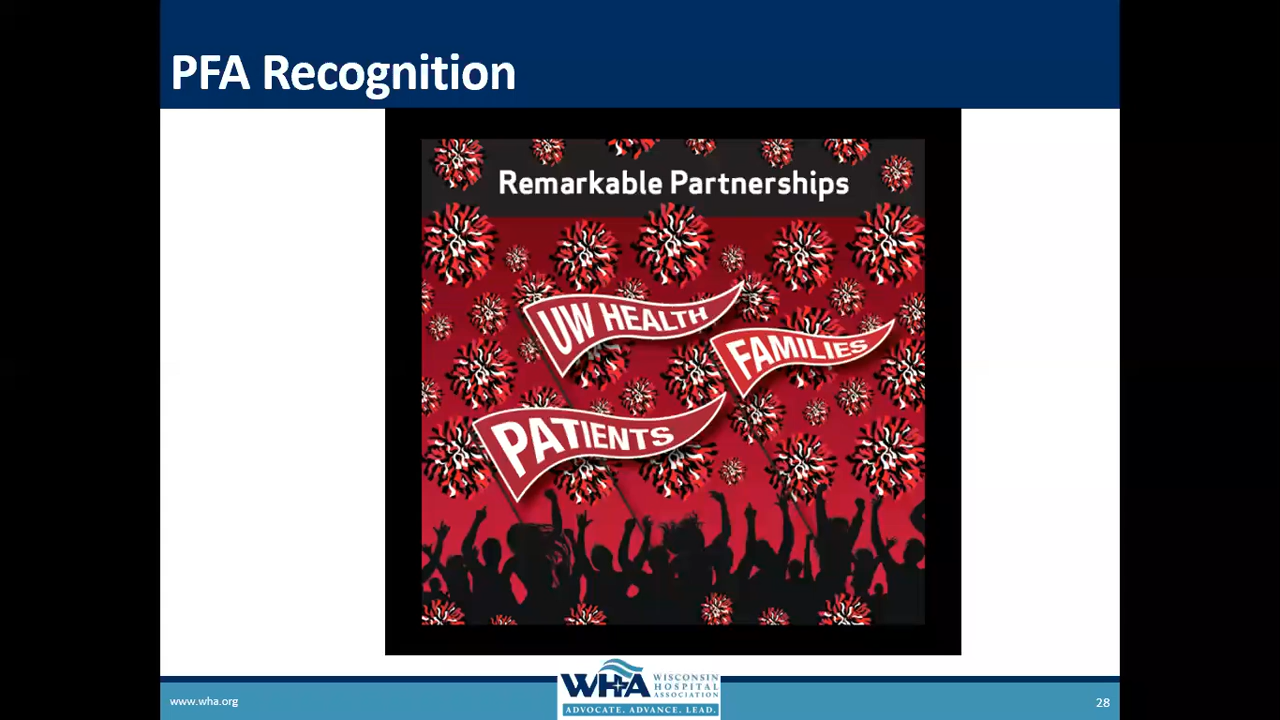 PFA Recognition
Remarkable Partnerships
UW HEALTH
FAMILIES
PATIENTS
www.wha.org
WHA
WISCONSIN
HOSPITAL
ASSOCIATION
ADVOCATE. ADVANCE. LEAD.
28